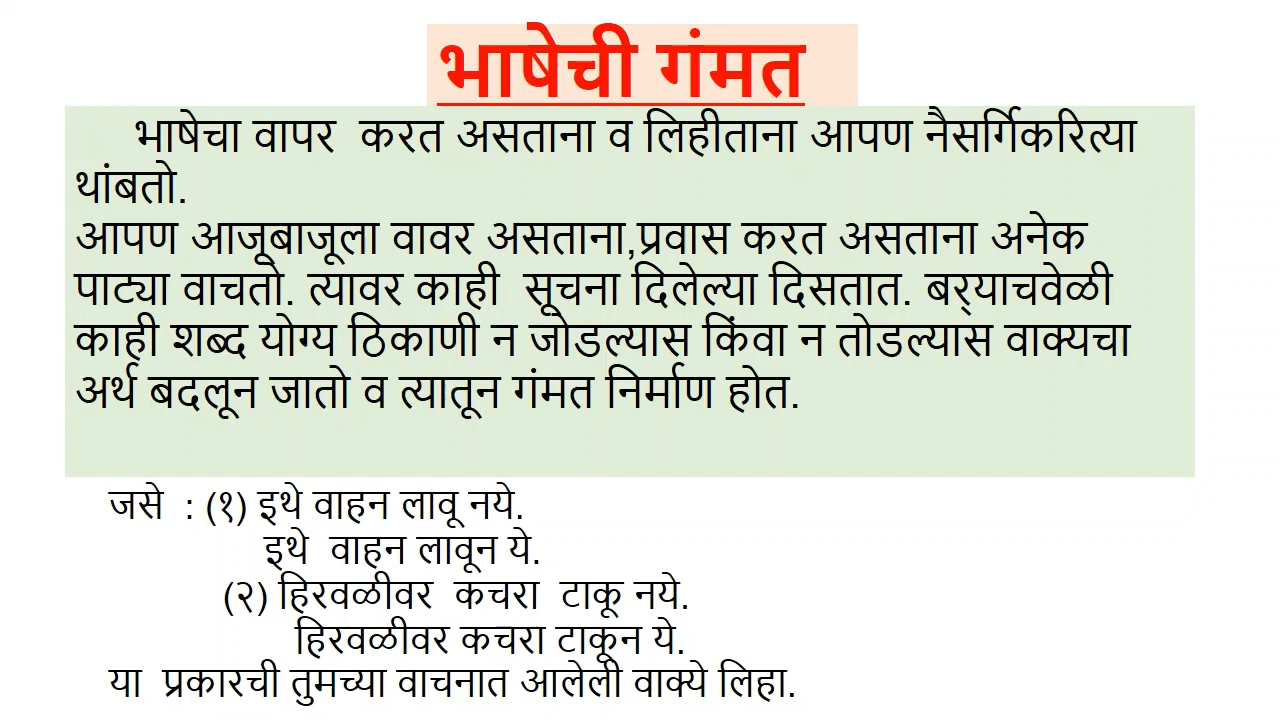 भाषेची गंमत
भाषेचा वापर करत असताना व लिहीताना आपण नैसर्गिकरित्या
थांबतो.
आपण आजूबाजूला वावर असताना,प्रवास करत असताना अनेक
पाट्या वाचतो. त्यावर काही सूचना दिलेल्या दिसतात. बर्‍याचवेळी
काही शब्द योग्य ठिकाणी न जोडल्यास किंवा न तोडल्यास वाक्यचा
अर्थ बदलून जातो व त्यातून गंमत निर्माण होत.
जसे : (१) इथे वाहन लावू नये.
इथे वाहन लावून ये.
(२) हिरवळीवर कचरा टाकू नये.
हिरवळीवर कचरा टाकून ये.
या प्रकारची तुमच्या वाचनात आलेली वाक्ये लिहा.